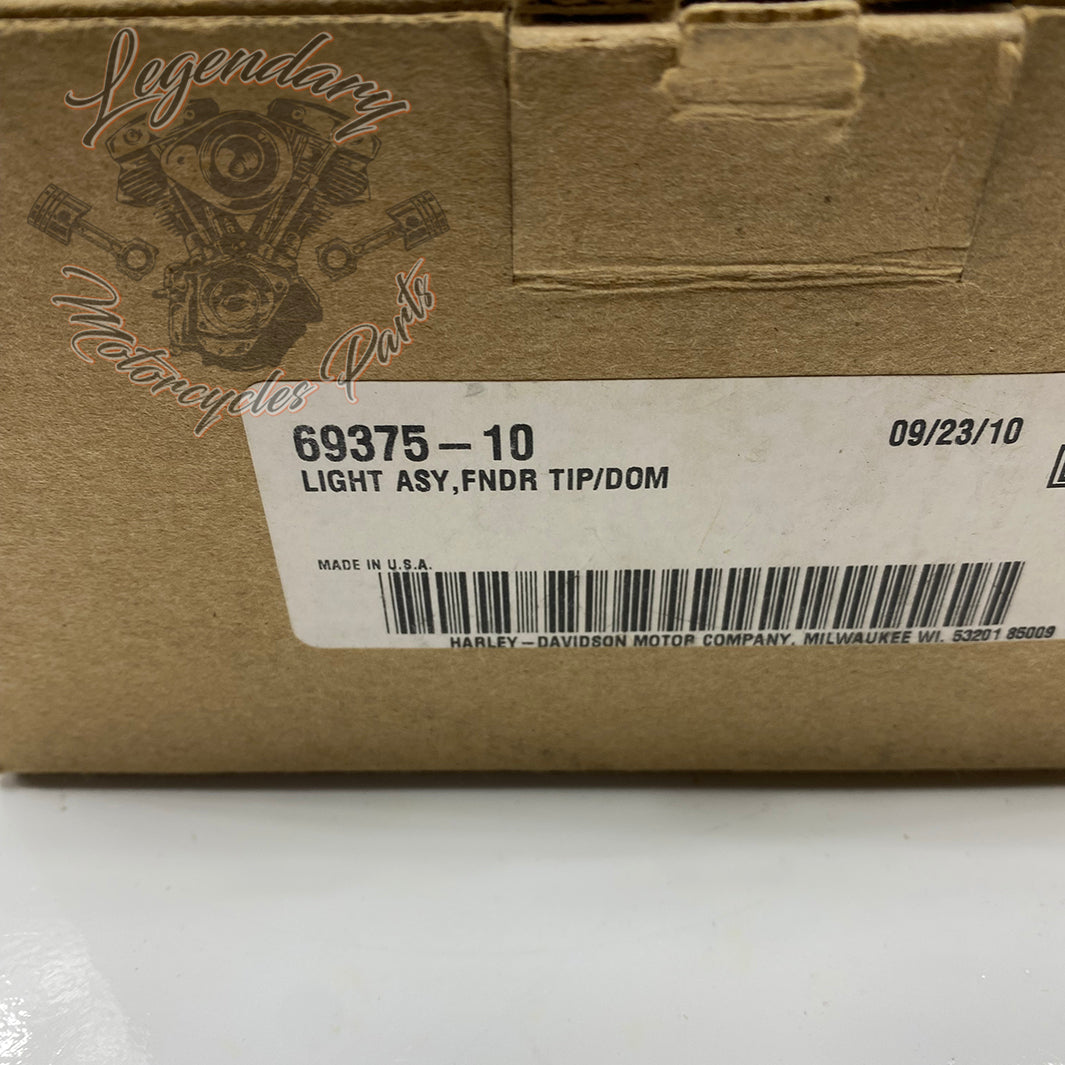 Legendary
Motorcycles Parts
69375-10
09/23/10
LIGHT ASY,FNDR TIP/DOM
MADE IN U.S.A.
HARLEY-DAVIDSON MOTOR COMPANY, MILWAUKEE WI. 53201 85009